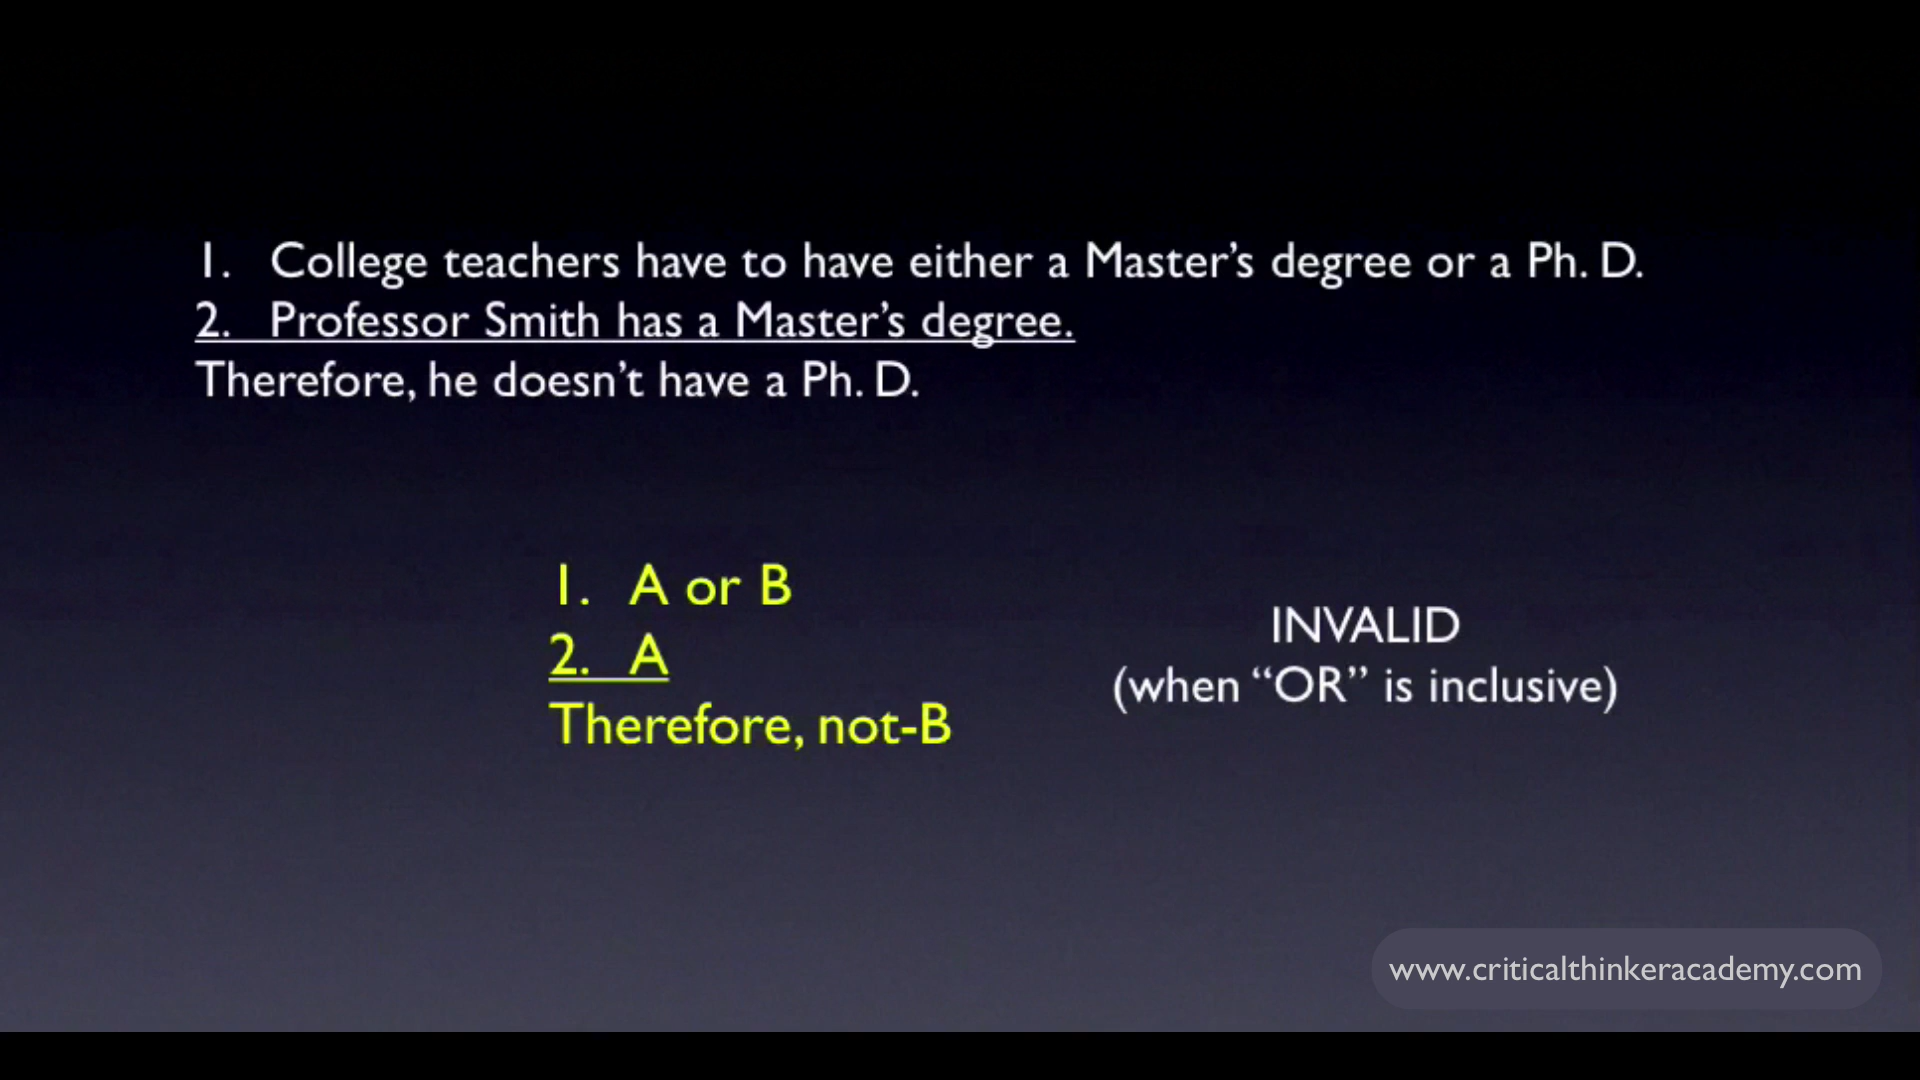 1. College teachers have to have either a Master’s degree or a Ph. D.
2. Professor Smith has a Master’s degree.
Therefore, he doesn’t have a Ph. D.
1. A or B
2. A
Therefore, not-B
INVALID
(when “OR” is inclusive)
www.criticalthinkeracademy.com